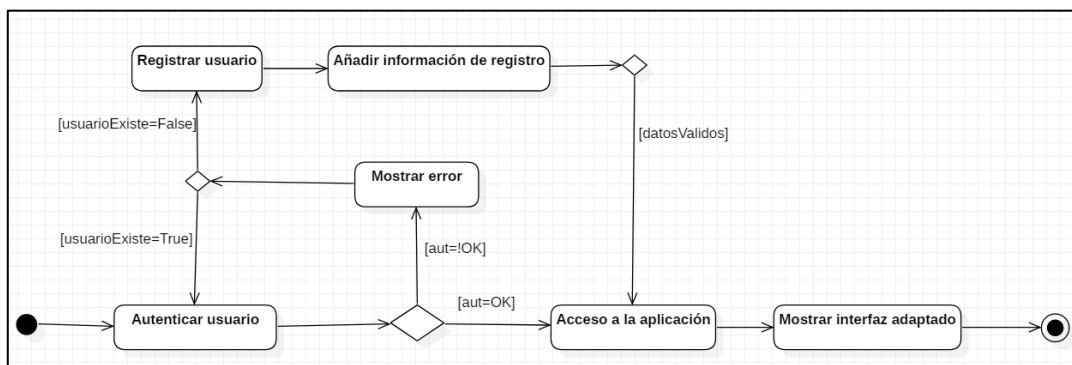 Registrar usuario
Añadir información de registro
[usuarioExiste=False]
[datosValidos]
Mostrar error
[usuarioExiste=True]
[aut=!OK]
[aut=OK]
Autenticar usuario
Acceso a la aplicación
Mostrar interfaz adaptado